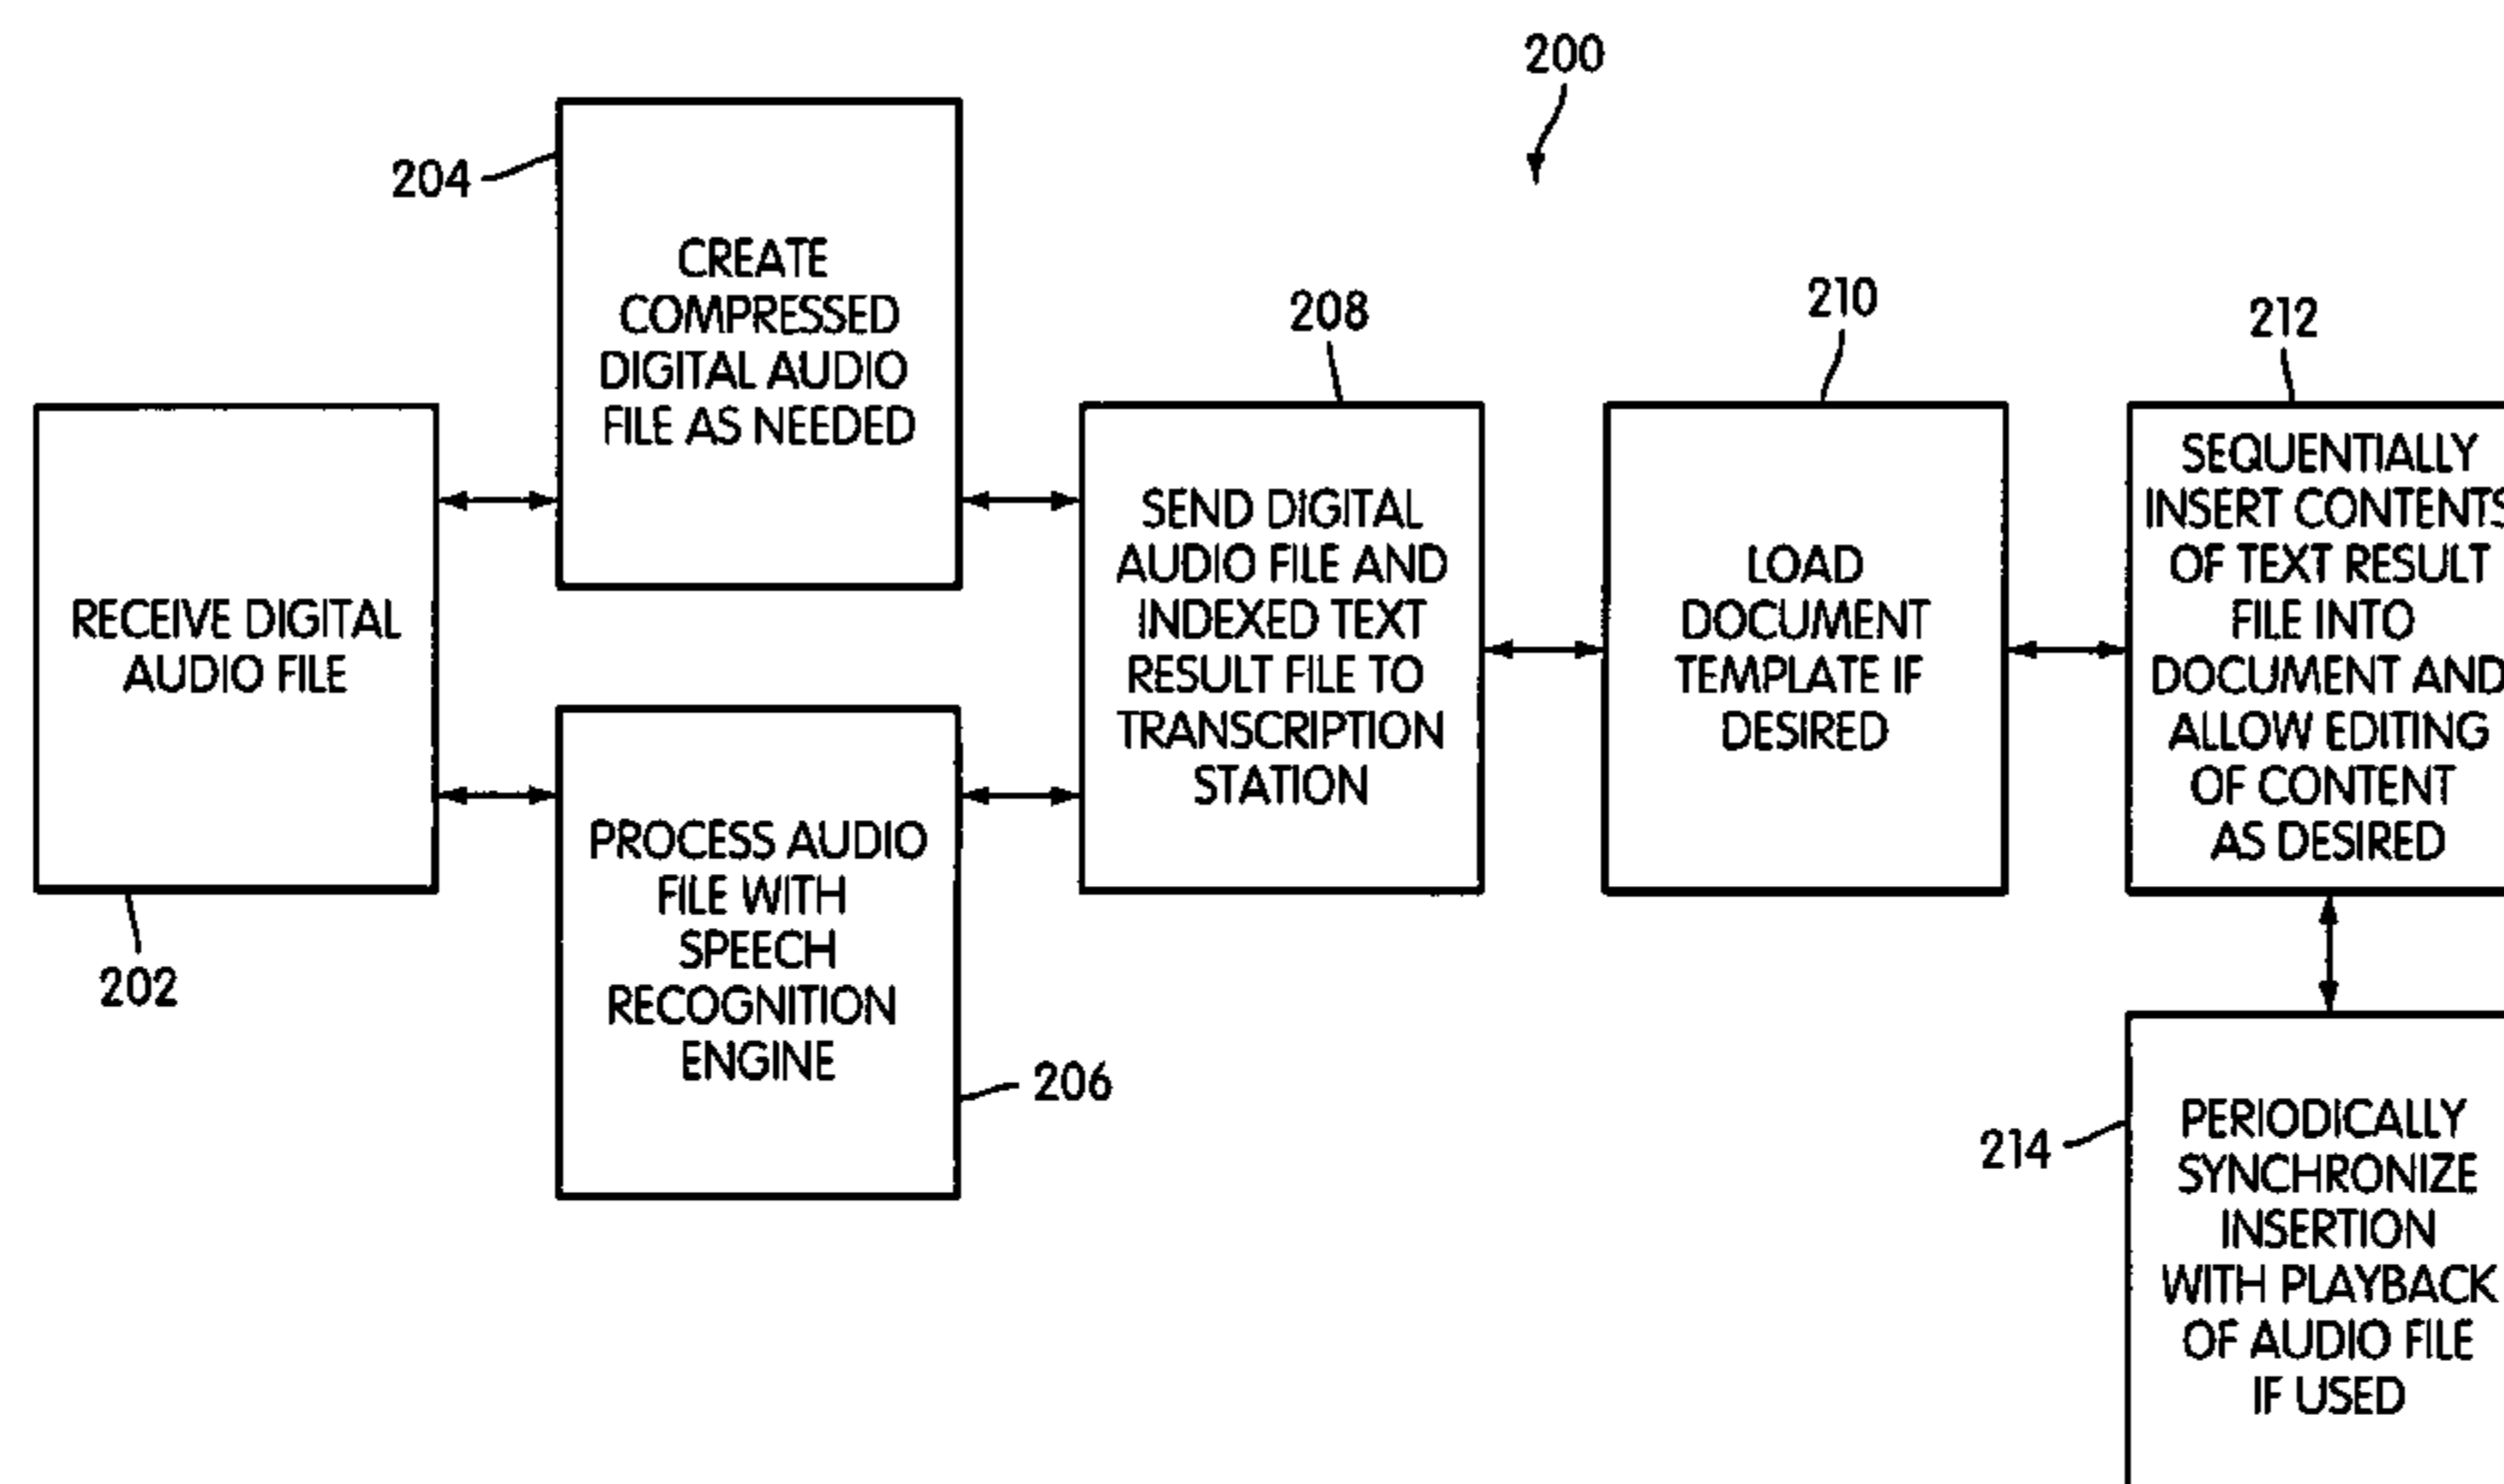 200
204
CREATE
COMPRESSED
DIGITAL AUDIO
FILE AS NEEDED
208
210
212
RECEIVE DIGITAL
AUDIO FILE
202
PROCESS AUDIO
FILE WITH
SPEECH
RECOGNITION
ENGINE
206
SEND DIGITAL
AUDIO FILE AND
INDEXED TEXT
RESULT FILE TO
TRANSCRIPTION
STATION
LOAD
DOCUMENT
TEMPLATE IF
DESIRED
SEQUENTIALLY
INSERT CONTENTS
OF TEXT RESULT
FILE INTO
DOCUMENT AND
ALLOW EDITING
OF CONTENT
AS DESIRED
214
PERIODICALLY
SYNCHRONIZE
INSERTION
WITH PLAYBACK
OF AUDIO FILE
IF USED